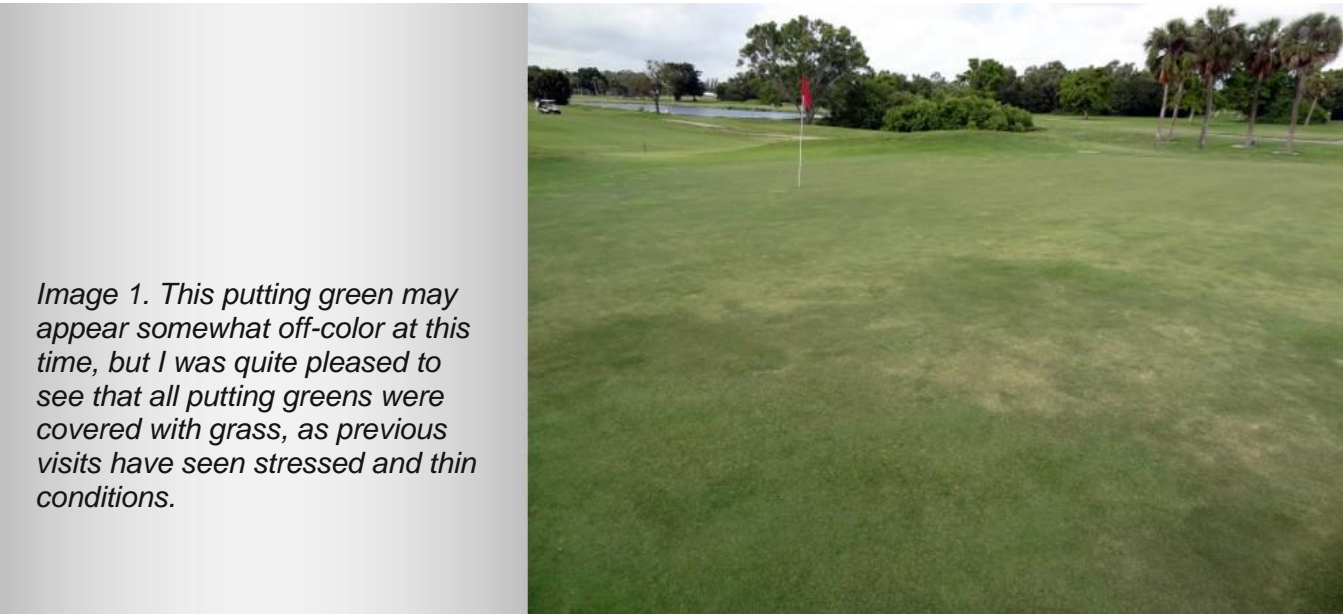 Image 1. This putting green may
appear somewhat off-color at this
time, but I was quite pleased to
see that all putting greens were
covered with grass, as previous
visits have seen stressed and thin
conditions.